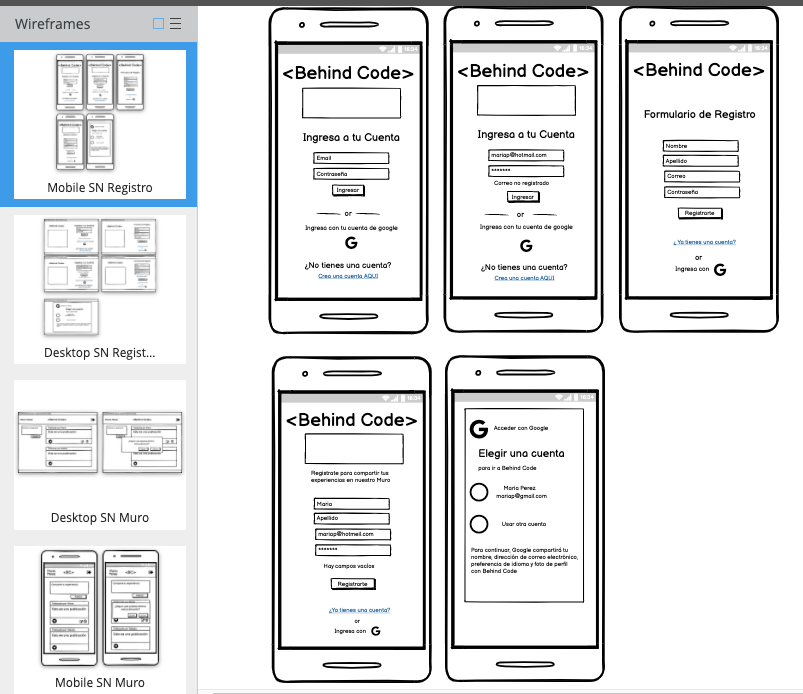 Wireframes
Mobile SN Registro
Desktop SN Regist...
Desktop SN Muro
Mobile SN Muro
16:34
<Behind Code>
Ingresa a tu Cuenta
Email
Contraseña
Ingresar
or
Ingresa con tu cuenta de google
G
¿No tienes una cuenta?
Crea una cuenta AQUI
16:34
<Behind Code>
Ingresa a tu Cuenta
mariap@hotmail.com
*******
Correo no registrado
Ingresar
or
Ingresa con tu cuenta de google
G
¿No tienes una cuenta?
Crea una cuenta AQUI
16:34
<Behind Code>
Formulario de Registro
Nombre
Apellido
Correo
Contraseña
Registrarte
¿Ya tienes una cuenta?
or
Ingresa con G
16:34
<Behind Code>
Registrate para compartir tus
experiencias en nuestro Muro
Maria
Apellido
mariap@hotmeil.com
*******
Hay campos vacios
Registrarte
¿Ya tienes una cuenta?
or
Ingresa con G
16:34
G Acceder con Google
Elegir una cuenta
para ir a Behind Code
Maria Perez
mariap@gmail.com
Usar otra cuenta
Para continuar, Google compartirá tu
nombre, dirección de correo electrónico,
preferencia de idioma y foto de perfil
con Behind Code